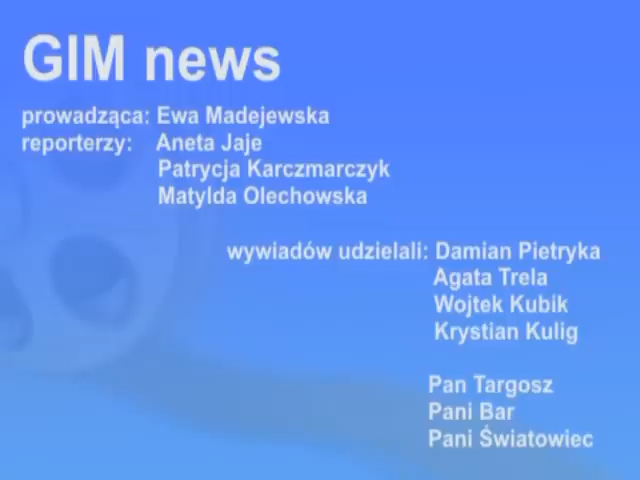 GIM news
prowadząca: Ewa Madejewska
reporterzy: Aneta Jaje
Patrycja Karczmarczyk
Matylda Olechowska
wywiadów udzielali: Damian Pietryka
Agata Trela
Wojtek Kubik
Krystian Kulig
Pan Targosz
Pani Bar
Pani Światowiec